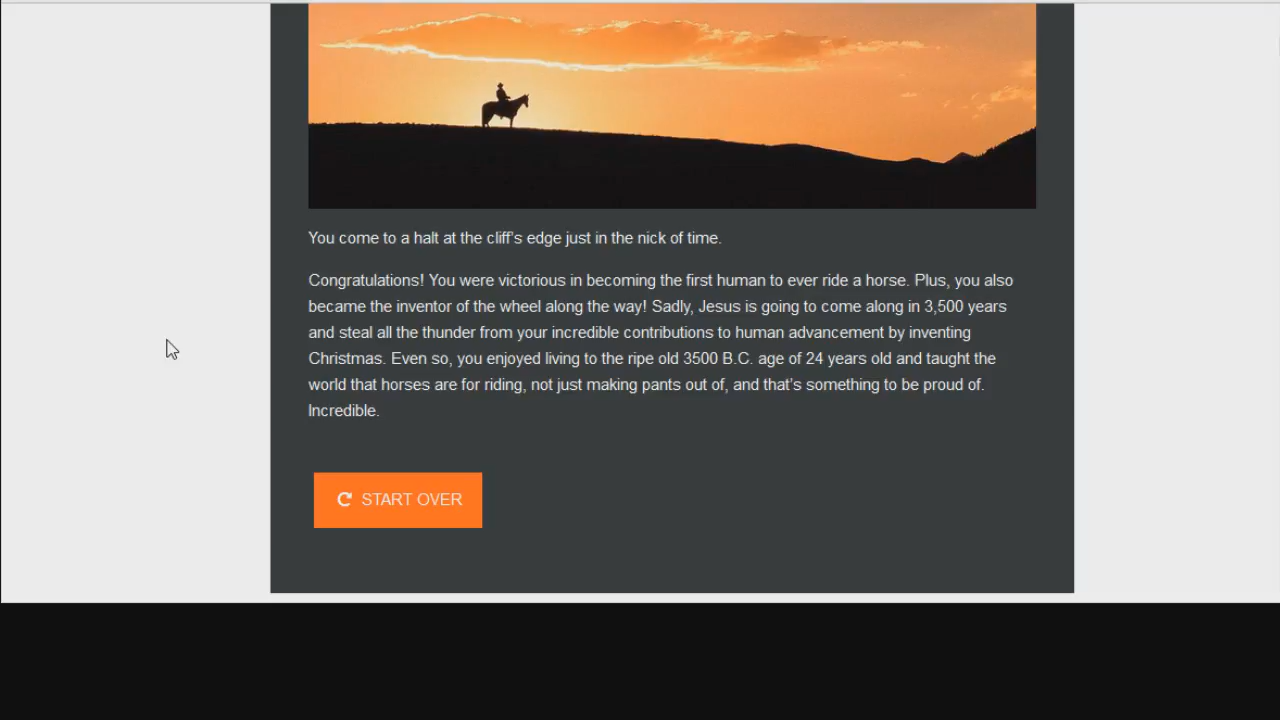 You come to a halt at the cliff's edge just in the nick of time.
Congratulations! You were victorious in becoming the first human to ever ride a horse. Plus, you also
became the inventor of the wheel along the way! Sadly, Jesus is going to come along in 3,500 years
and steal all the thunder from your incredible contributions to human advancement by inventing
Christmas. Even so, you enjoyed living to the ripe old 3500 B.C. age of 24 years old and taught the
world that horses are for riding, not just making pants out of, and that's something to be proud of.
Incredible.
START OVER